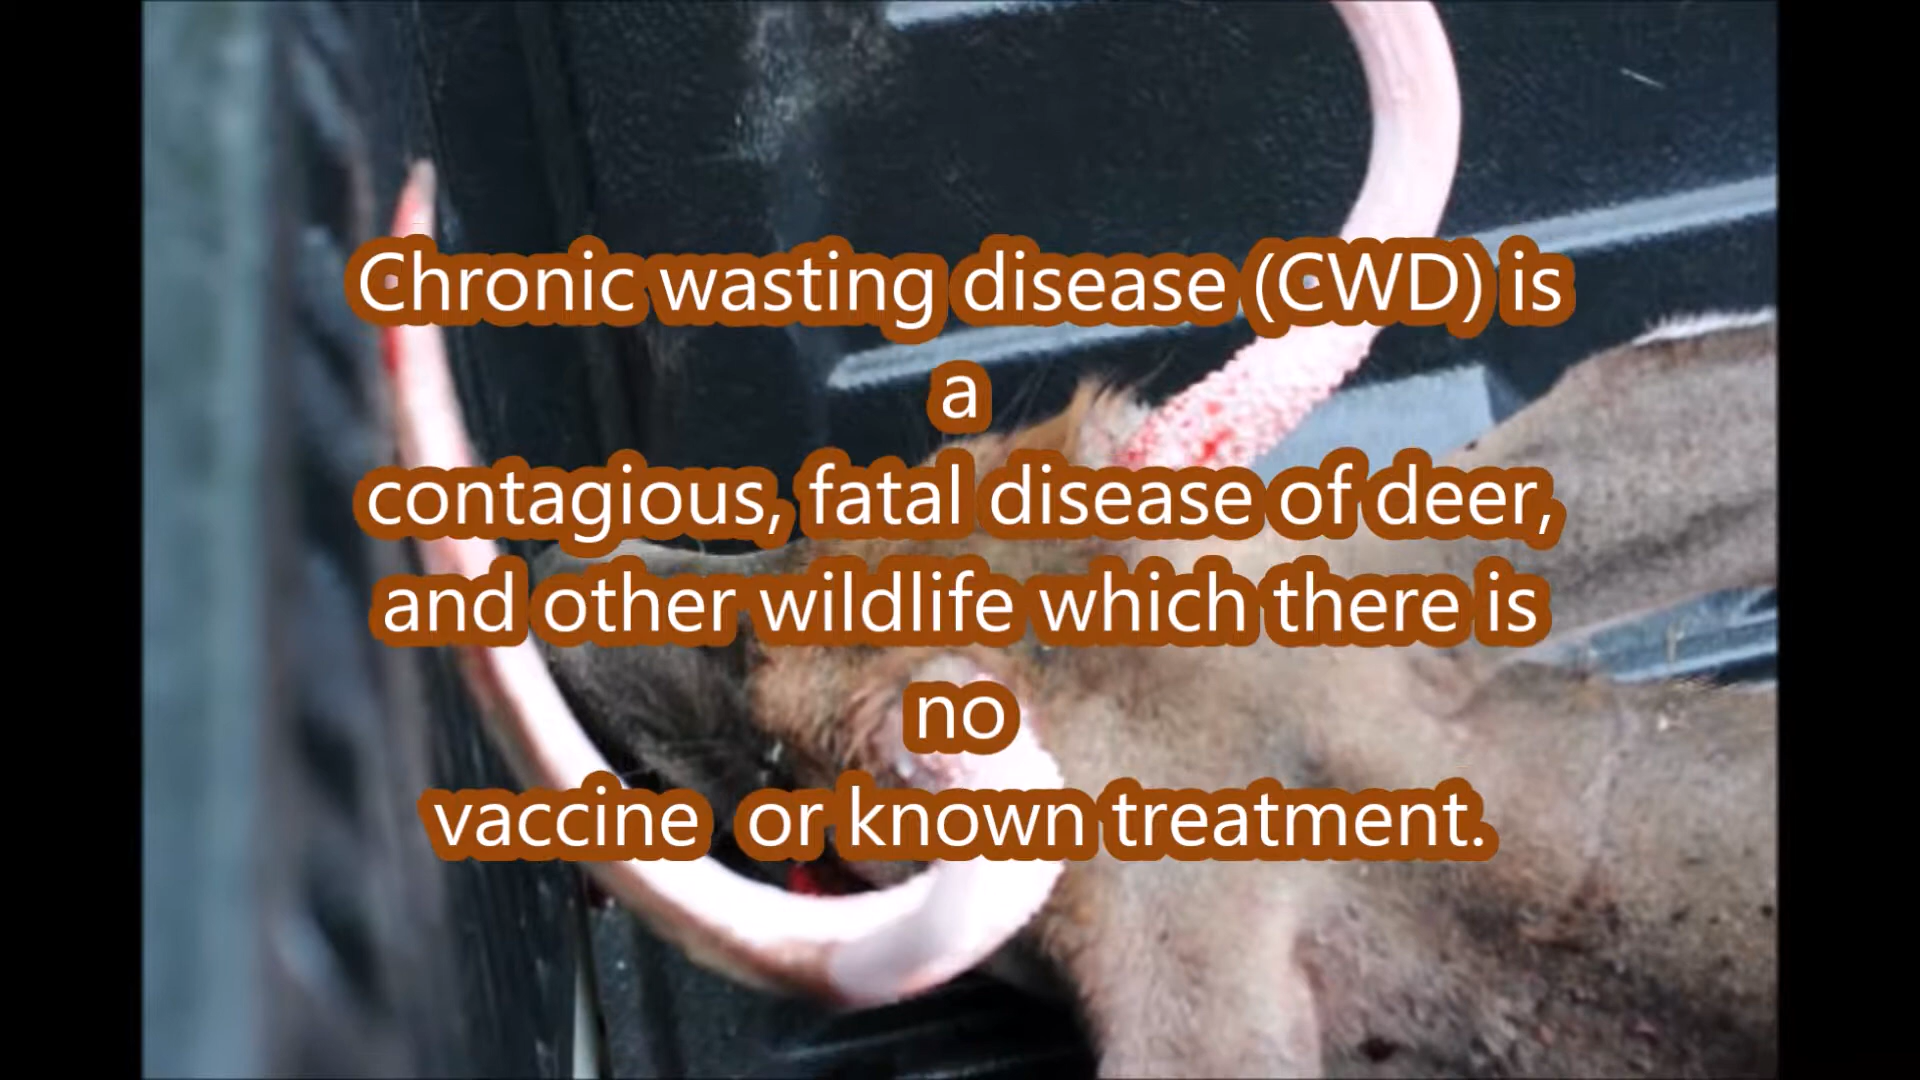 Chronic wasting disease (CWD) is
a
contagious, fatal disease of deer,
and other wildlife which there is
no
vaccine  or known treatment.